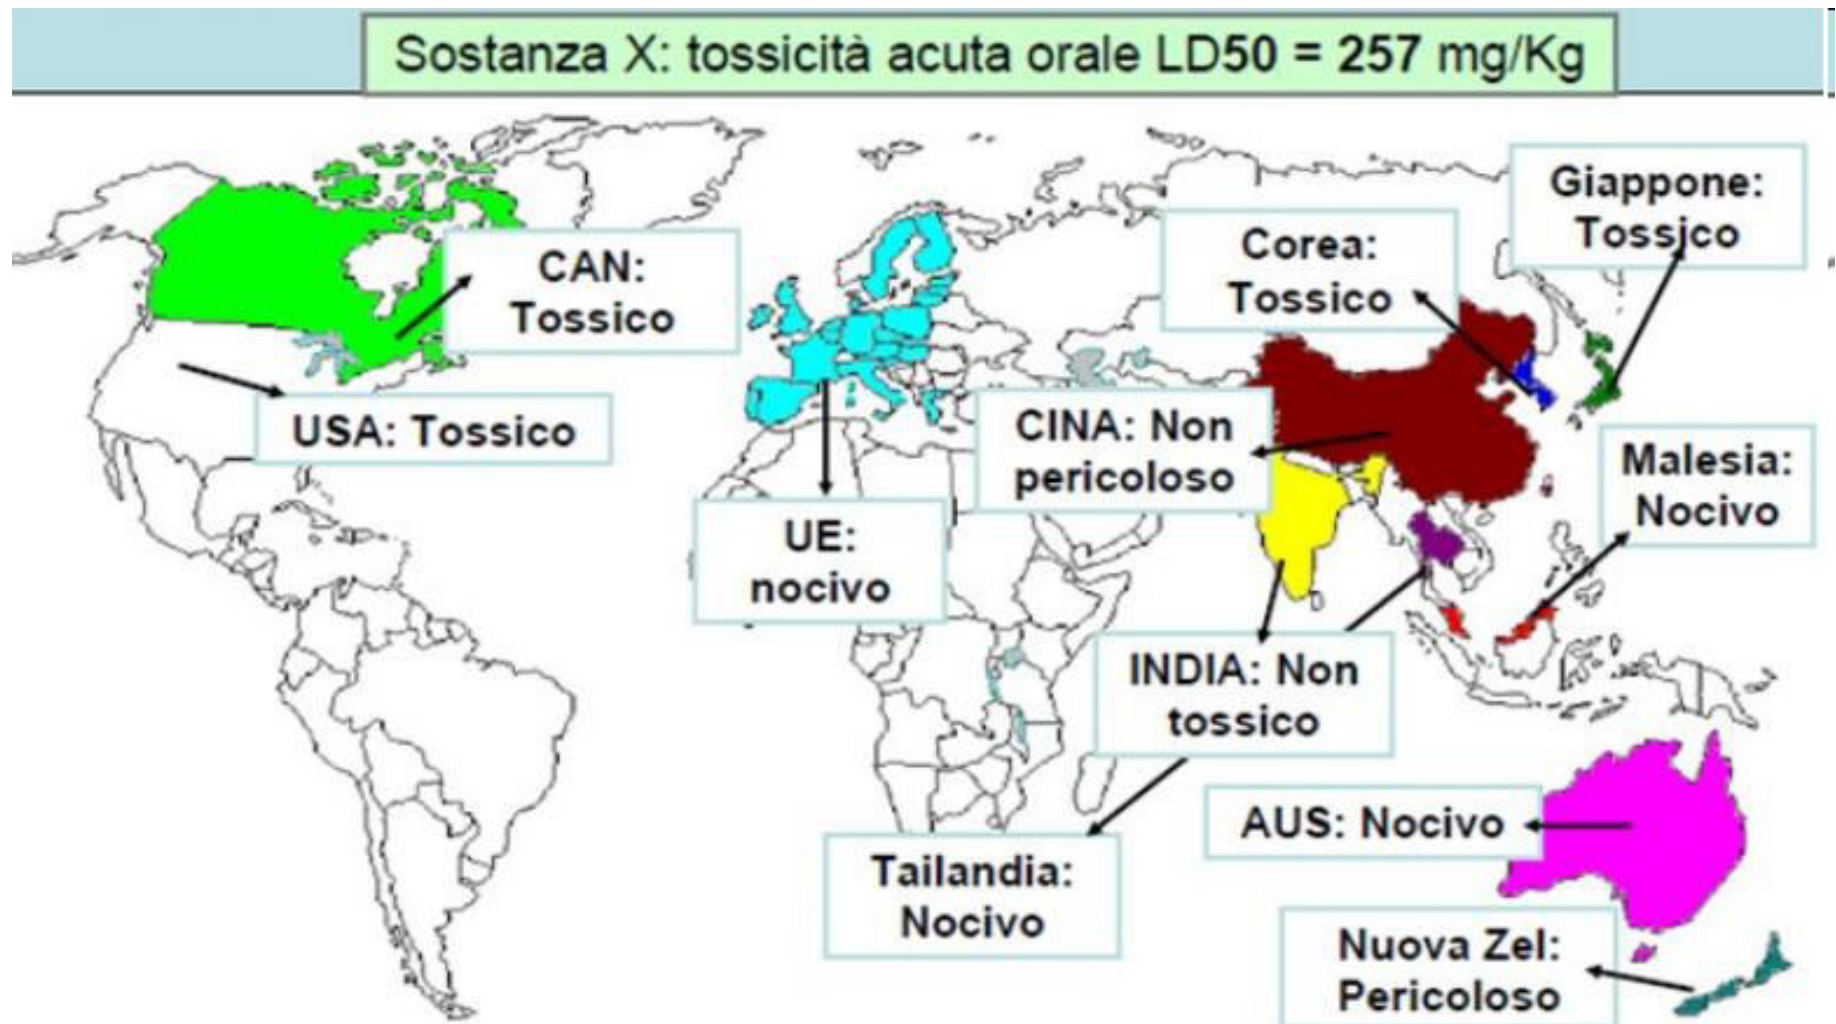 Sostanza X: tossicità acuta orale LD50 = 257 mg/Kg
Giappone:
Tossico
Corea:
Tossico
CAN:
Tossico
USA: Tossico
CINA: Non
pericoloso
Malesia:
Nocivo
UE:
nocivo
INDIA: Non
tossico
AUS: Nocivo
Tailandia:
Nocivo
Nuova Zel:
Pericoloso